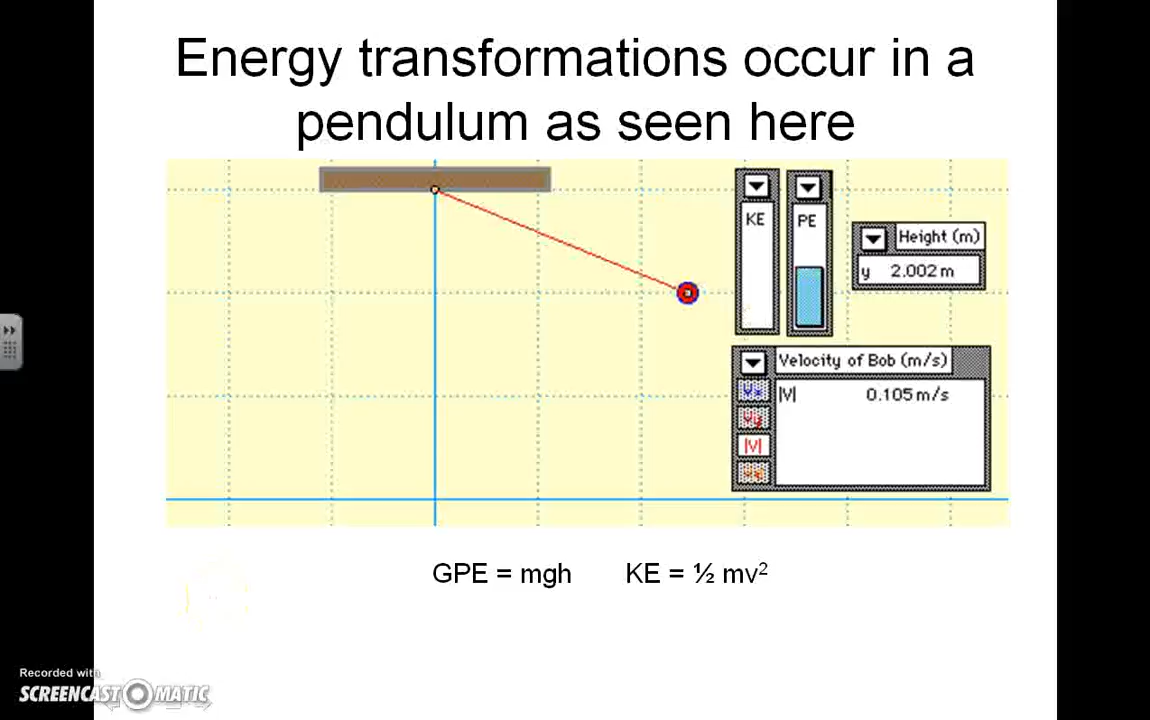 Energy transformations occur in a
pendulum as seen here
KE
PE
Height (m)
y 2.002 m
Velocity of Bob (m/s)
|V| 0.105 m/s
|V|
GPE = mgh KE = ½ mv²
Recorded with
SCREENCAST MATIC